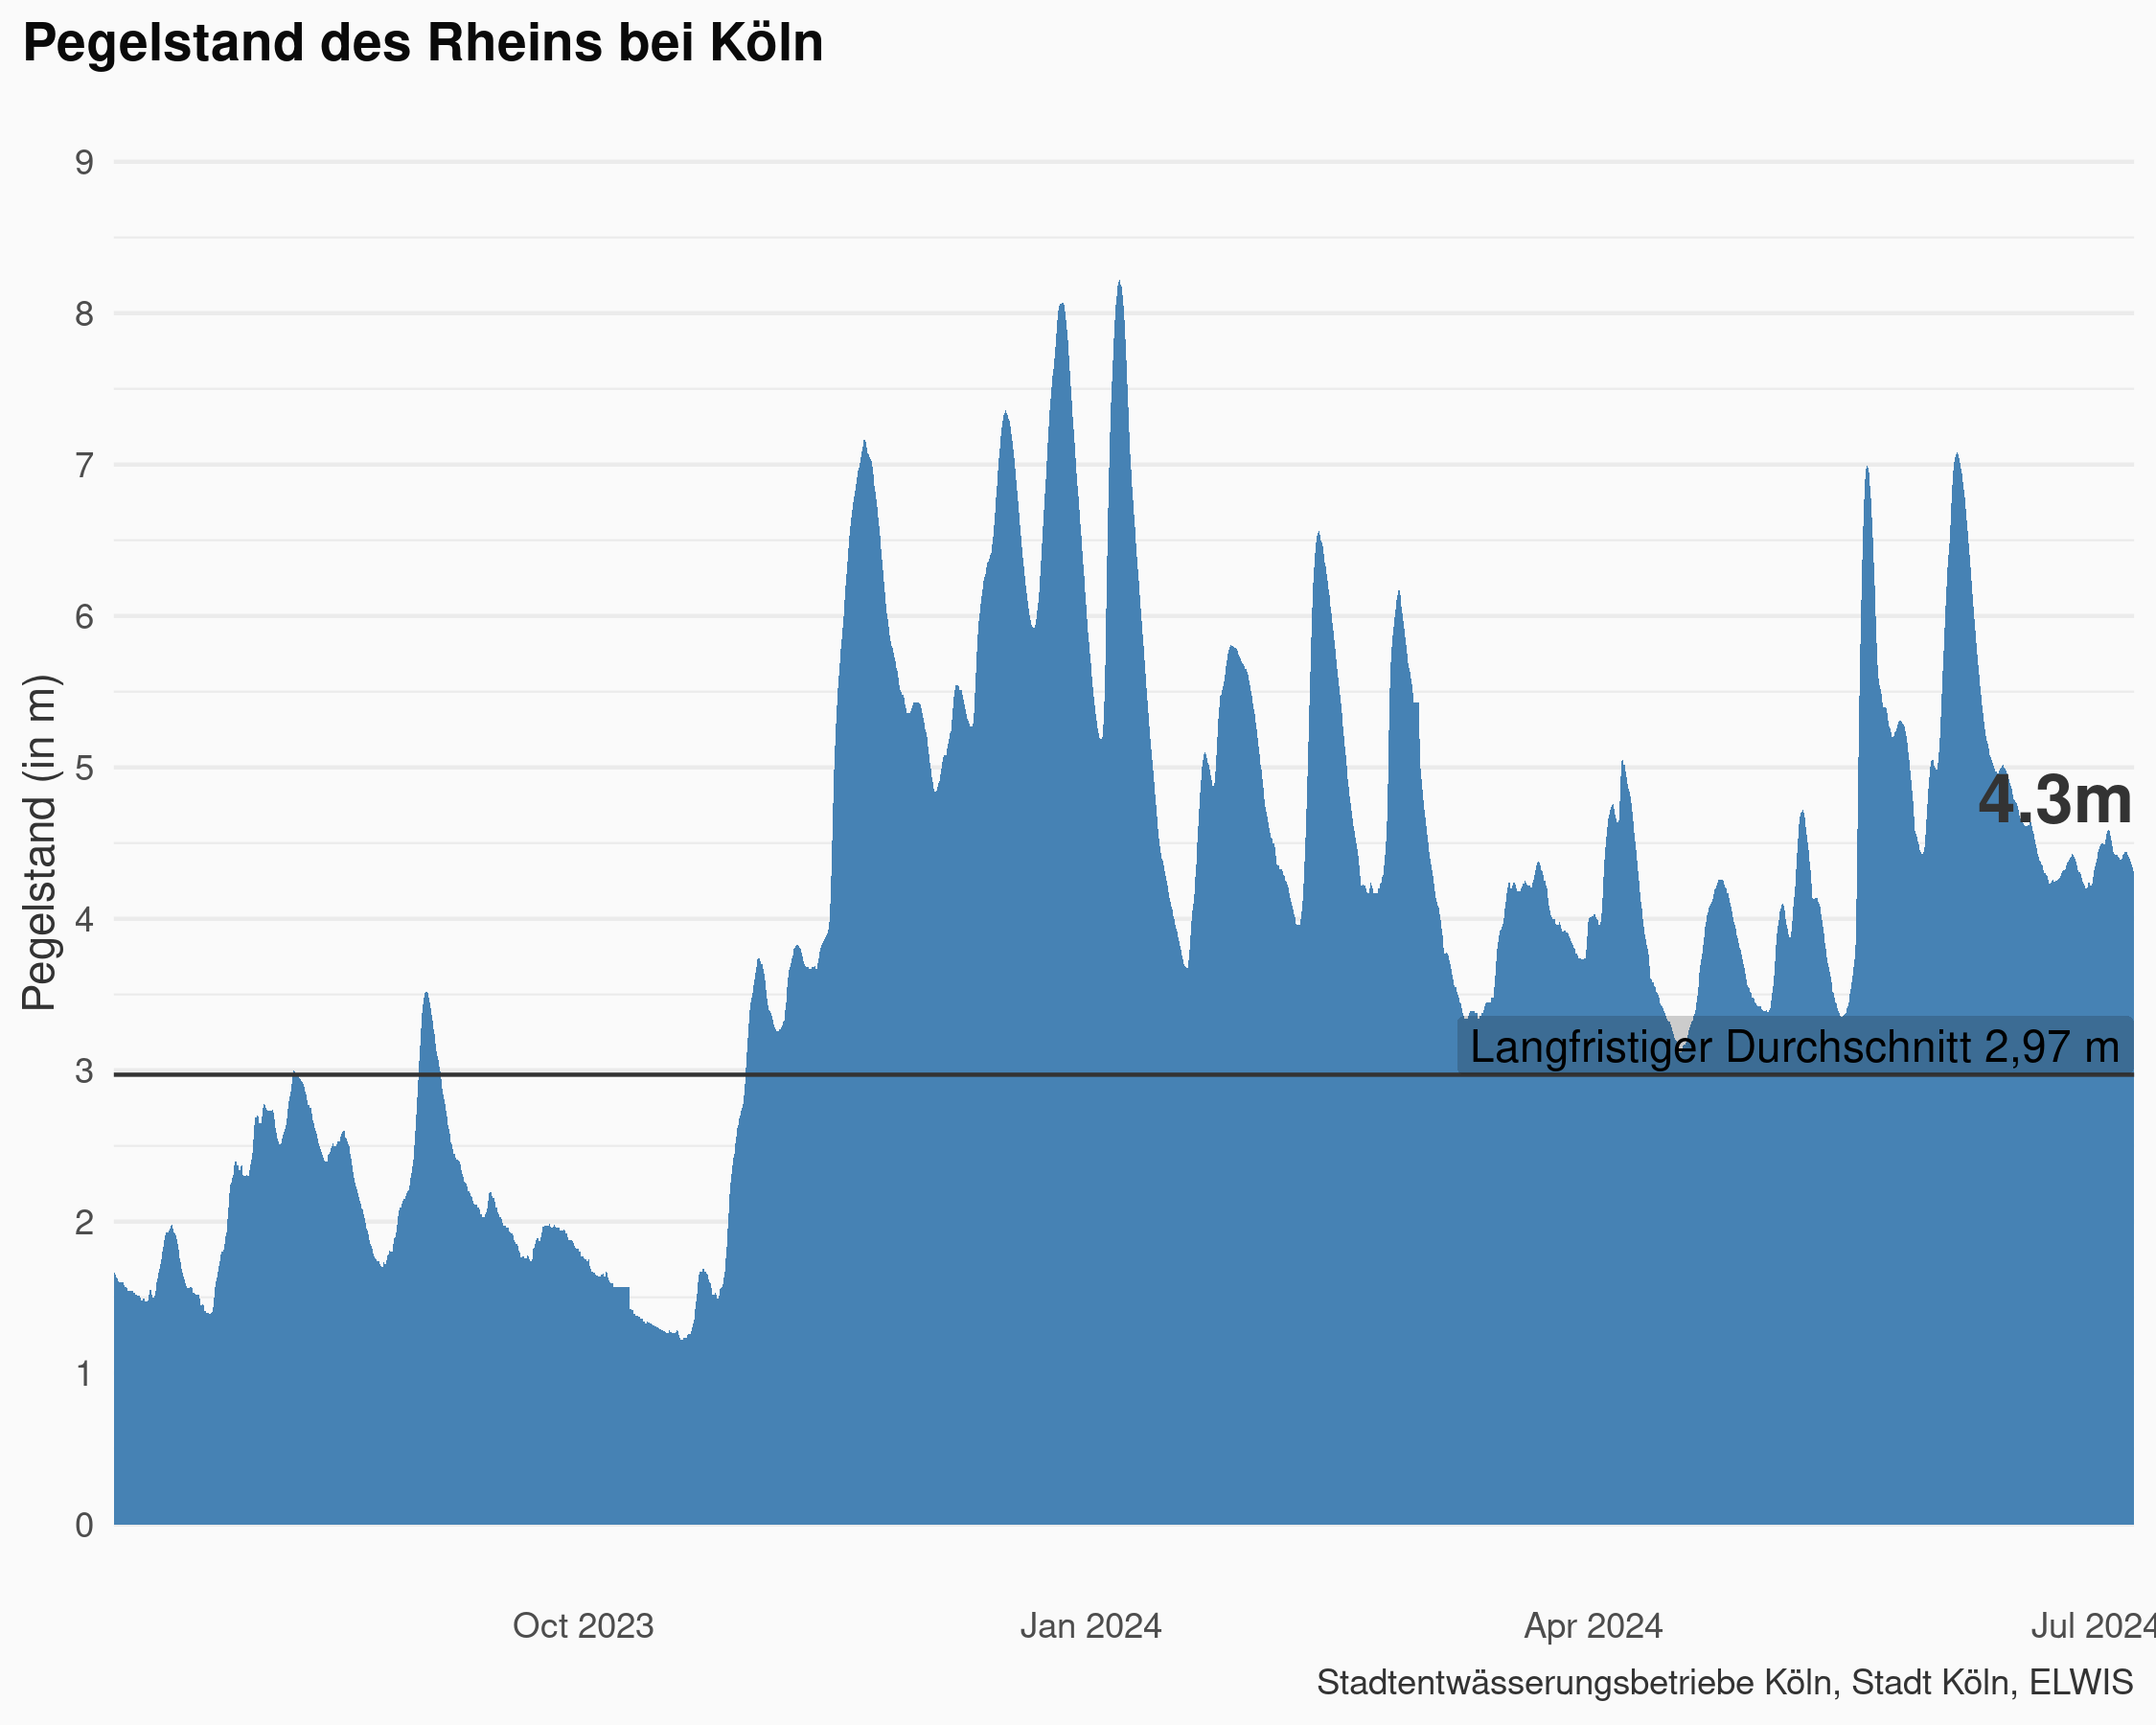 Pegelstand des Rheins bei Köln
Pegelstand (in m)
9
8
7
6
5
4
3
2
1
0
4.3m
Langfristiger Durchschnitt 2,97 m
Oct 2023
Jan 2024
Apr 2024
Jul 2024
Stadtentwässerungsbetriebe Köln, Stadt Köln, ELWIS